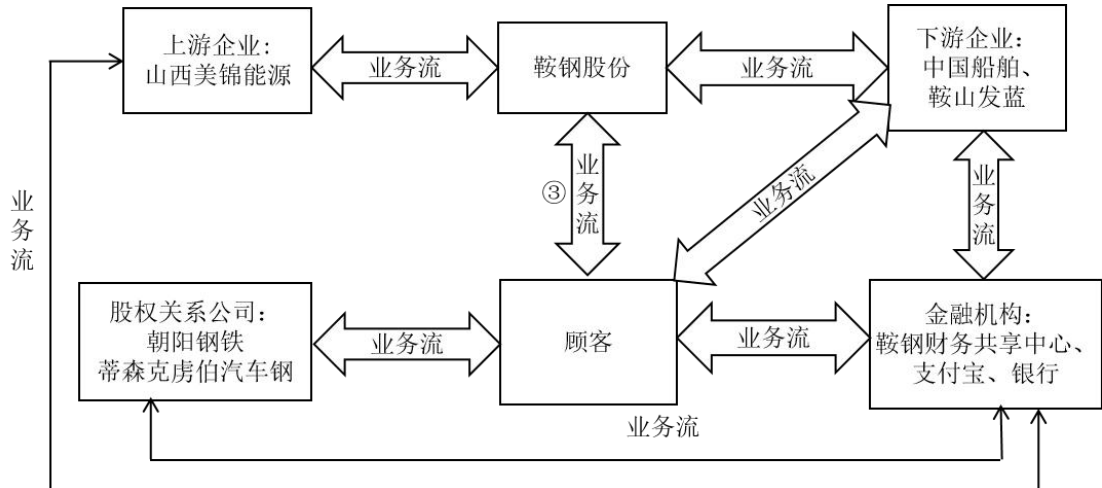 上游企业:
山西美锦能源
业务流
鞍钢股份
业务流
下游企业:
中国船舶、
鞍山发蓝
业务流
③
业务流
业务流
业务流
股权关系公司:
朝阳钢铁
蒂森克虏伯汽车钢
业务流
顾客
业务流
金融机构:
鞍钢财务共享中心、
支付宝、银行
业务流